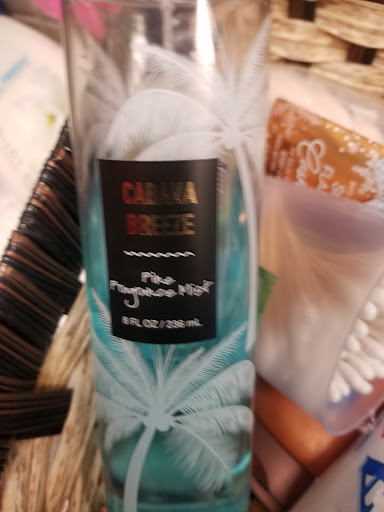 CABANA
BREEZE
Fine
Fragrance Mist
8 FL OZ / 236 mL